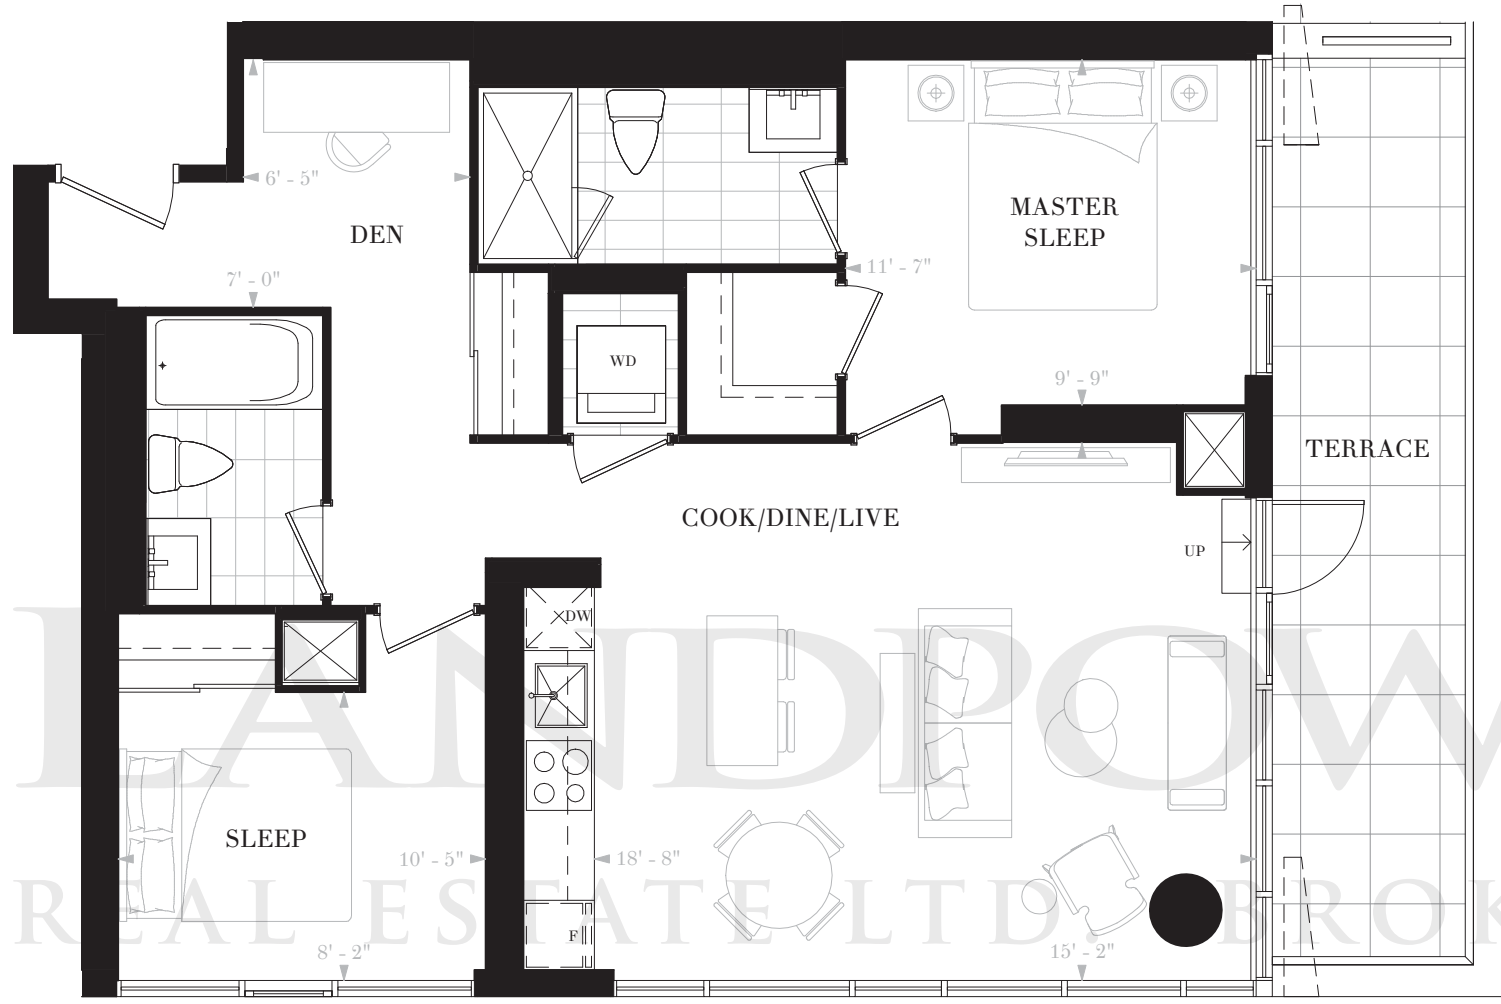 6' - 5"
DEN
7' - 0"
MASTER
SLEEP
11' - 7"
9' - 9"
WD
TERRACE
COOK/DINE/LIVE
UP
DW
LANDPOW
SLEEP
10' - 5"
18' - 8"
REAL ESTATE LTD. BROK
F
8' - 2"
15' - 2"